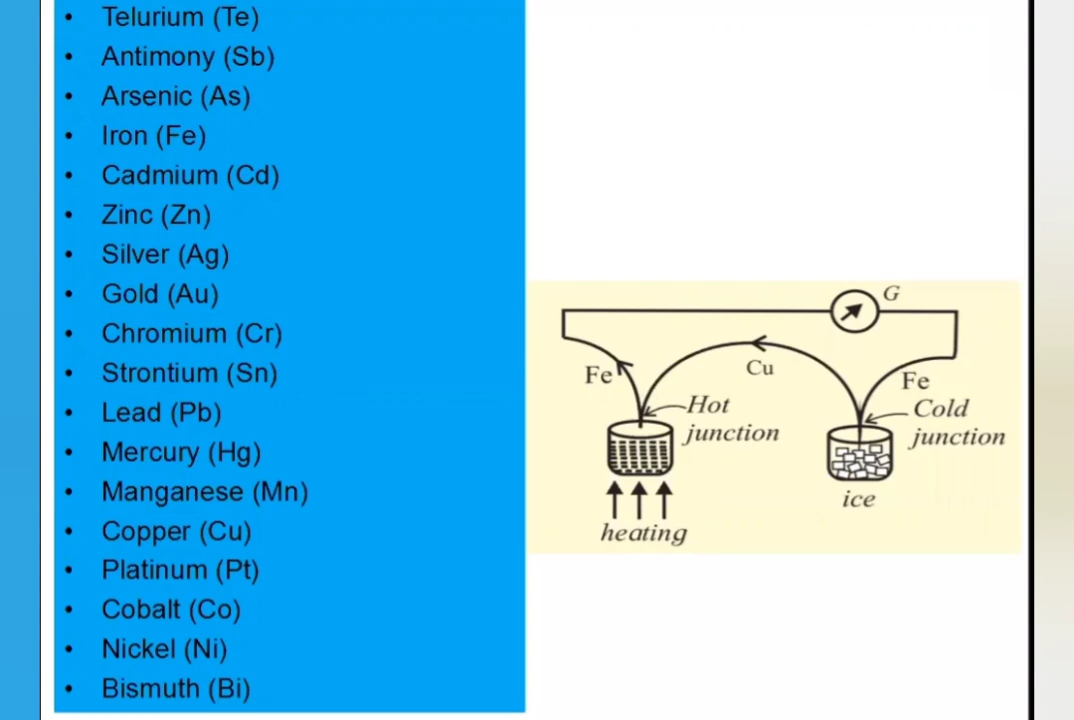 • Telurium (Te)
• Antimony (Sb)
• Arsenic (As)
• Iron (Fe)
• Cadmium (Cd)
• Zinc (Zn)
• Silver (Ag)
• Gold (Au)
• Chromium (Cr)
• Strontium (Sn)
• Lead (Pb)
• Mercury (Hg)
• Manganese (Mn)
• Copper (Cu)
• Platinum (Pt)
• Cobalt (Co)
• Nickel (Ni)
• Bismuth (Bi)
G
Fe
Cu
Fe
Hot
junction
Cold
junction
ice
heating